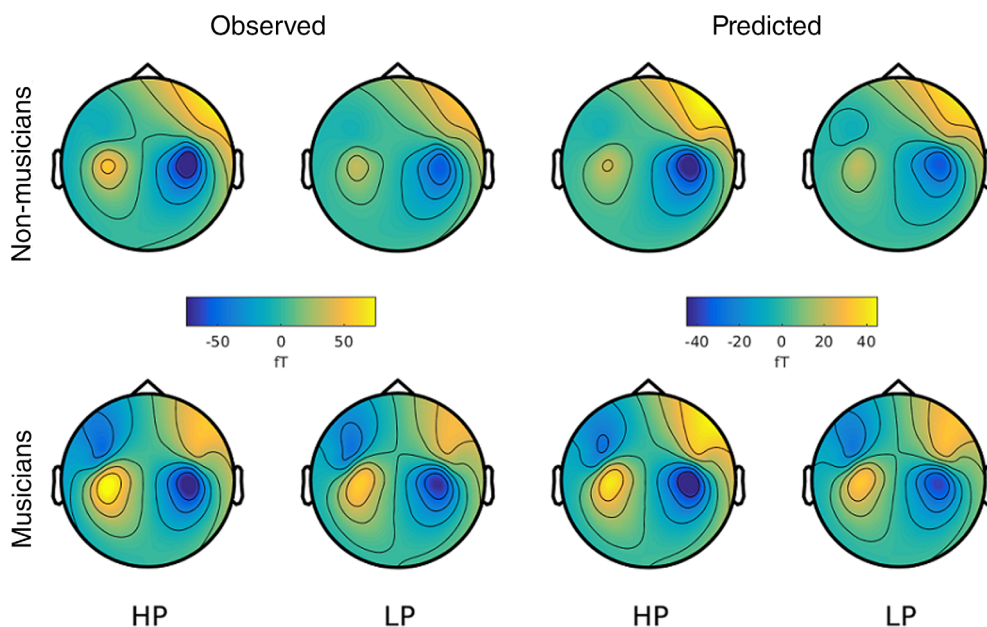 Observed Predicted
Non-musicians
-50 0 50
fT
-40 -20 0 20 40
fT
Musicians
HP LP HP LP